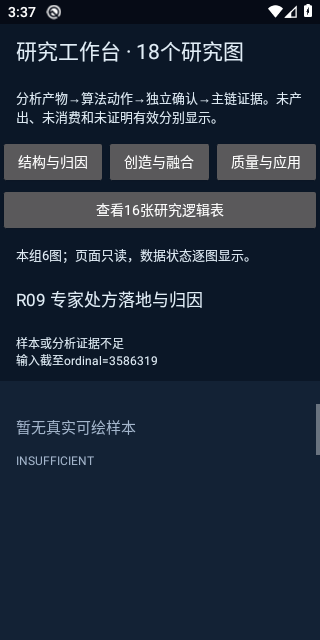 3:37
研究工作台 · 18个研究图
分析产物→算法动作→独立确认→主链证据。未产
出、未消费和未证明有效分别显示。
结构与归因 创造与融合 质量与应用
查看16张研究逻辑表
本组6图；页面只读，数据状态逐图显示。
R09 专家处方落地与归因
样本或分析证据不足
输入截至ordinal=3586319
暂无真实可绘样本
INSUFFICIENT